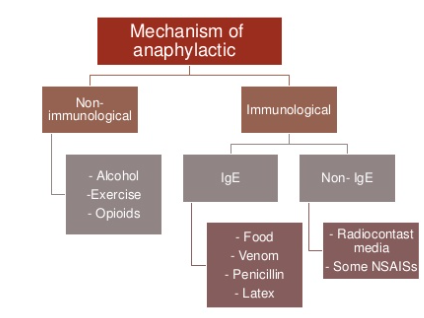 Mechanism of
anaphylactic
Non-
immunological
Immunological
- Alcohol
-Exercise
- Opioids
IgE
Non- IgE
- Food
- Venom
- Penicillin
- Latex
- Radiocontast
media
- Some NSAISs